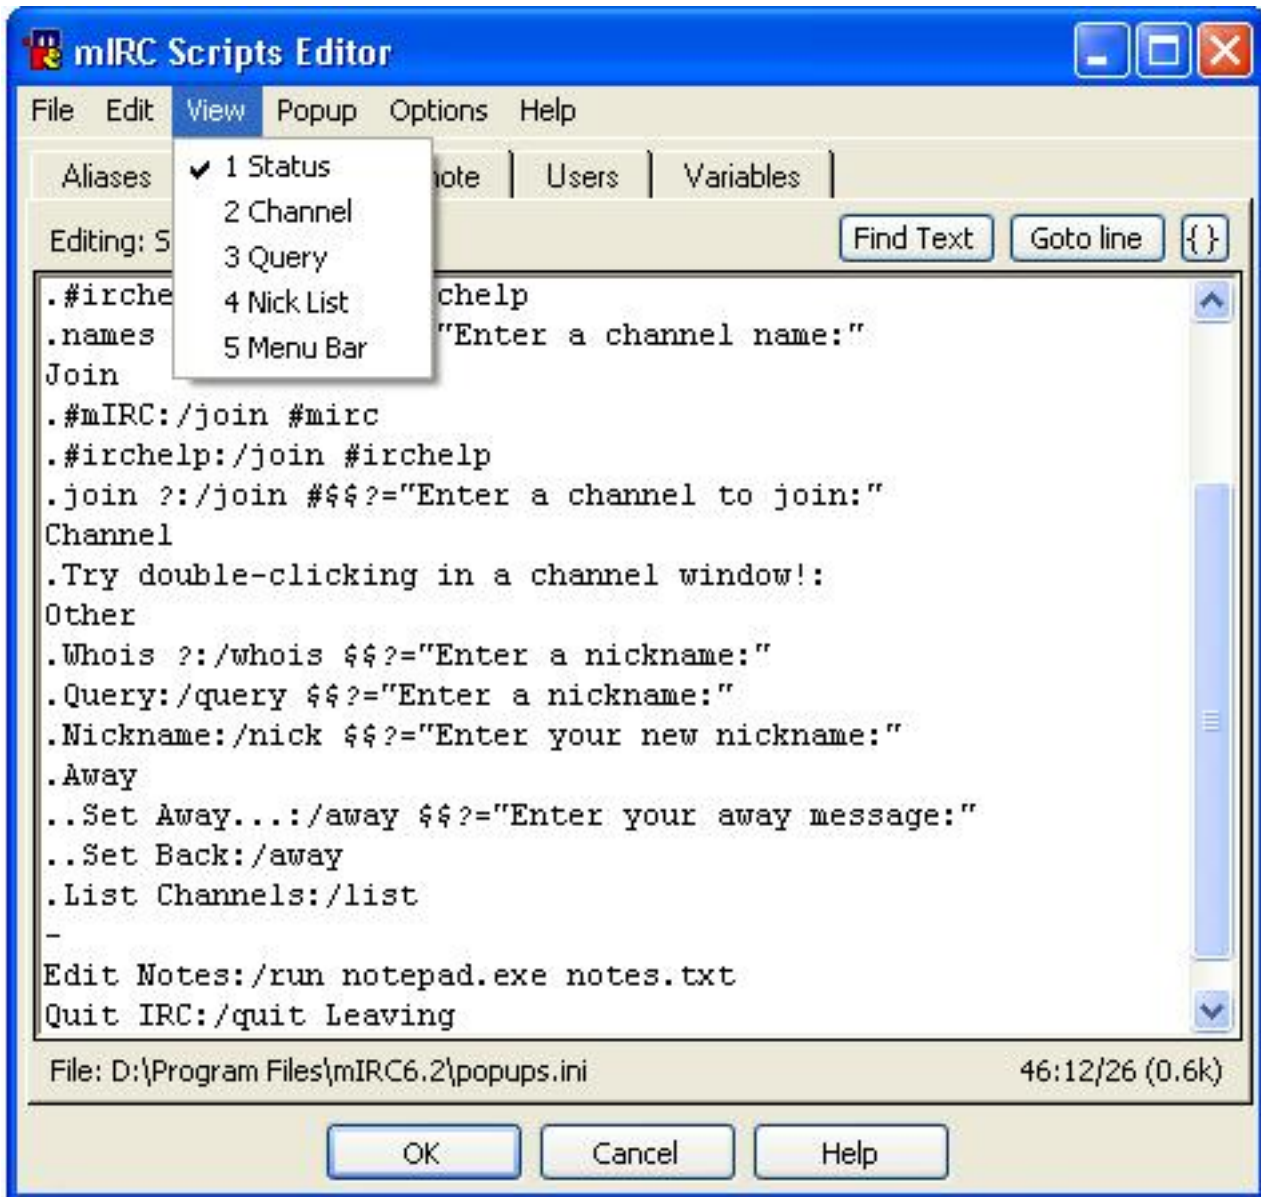 mIRC Scripts Editor
File Edit View Popup Options Help
Aliases ote Users Variables
1 Status
2 Channel
3 Query
4 Nick List
5 Menu Bar
Editing: S Find Text Goto line { }
.#irche chelp
.names "Enter a channel name:"
Join
.#mIRC:/join #mirc
.#irchelp:/join #irchelp
.join ?:/join #$$?="Enter a channel to join:"
Channel
.Try double-clicking in a channel window!:
Other
.Whois ?:/whois $$?="Enter a nickname:"
.Query:/query $$?="Enter a nickname:"
.Nickname:/nick $$?="Enter your new nickname:"
.Away
..Set Away...:/away $$?="Enter your away message:"
..Set Back:/away
.List Channels:/list
-
Edit Notes:/run notepad.exe notes.txt
Quit IRC:/quit Leaving
File: D:\Program Files\mIRC6.2\popups.ini 46:12/26 (0.6k)
OK Cancel Help